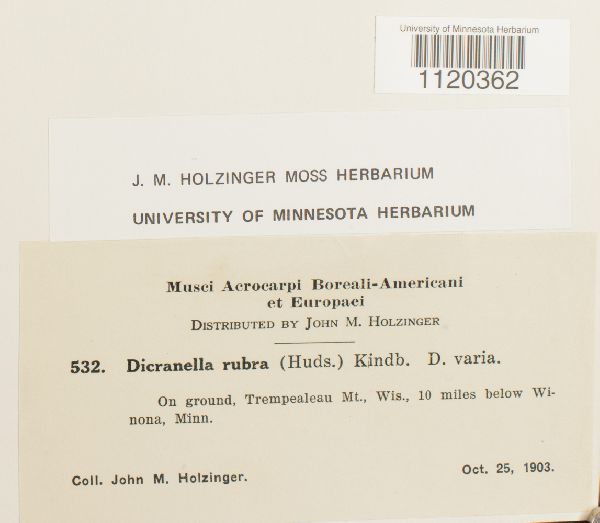 University of Minnesota Herbarium
1120362
J. M. HOLZINGER MOSS HERBARIUM
UNIVERSITY OF MINNESOTA HERBARIUM
Musci Acrocarpi Boreali-Americani
et Europaei
DISTRIBUTED BY JOHN M. HOLZINGER
532. Dicranella rubra (Huds.) Kindb. D. varia.
On ground, Trempealeau Mt., Wis., 10 miles below Wi-
nona, Minn.
Coll. John M. Holzinger. Oct. 25, 1903.